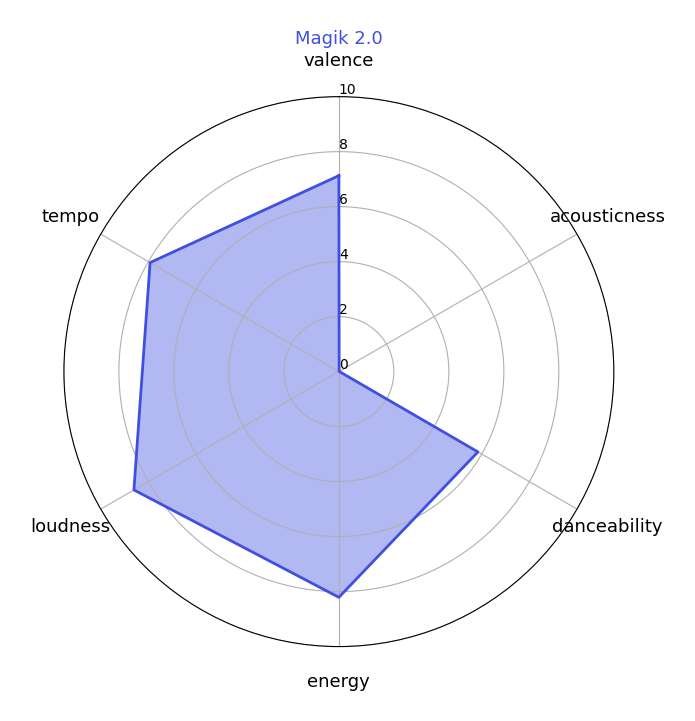 Magik 2.0
valence
10
8
6
4
2
0
tempo
acousticness
loudness
danceability
energy